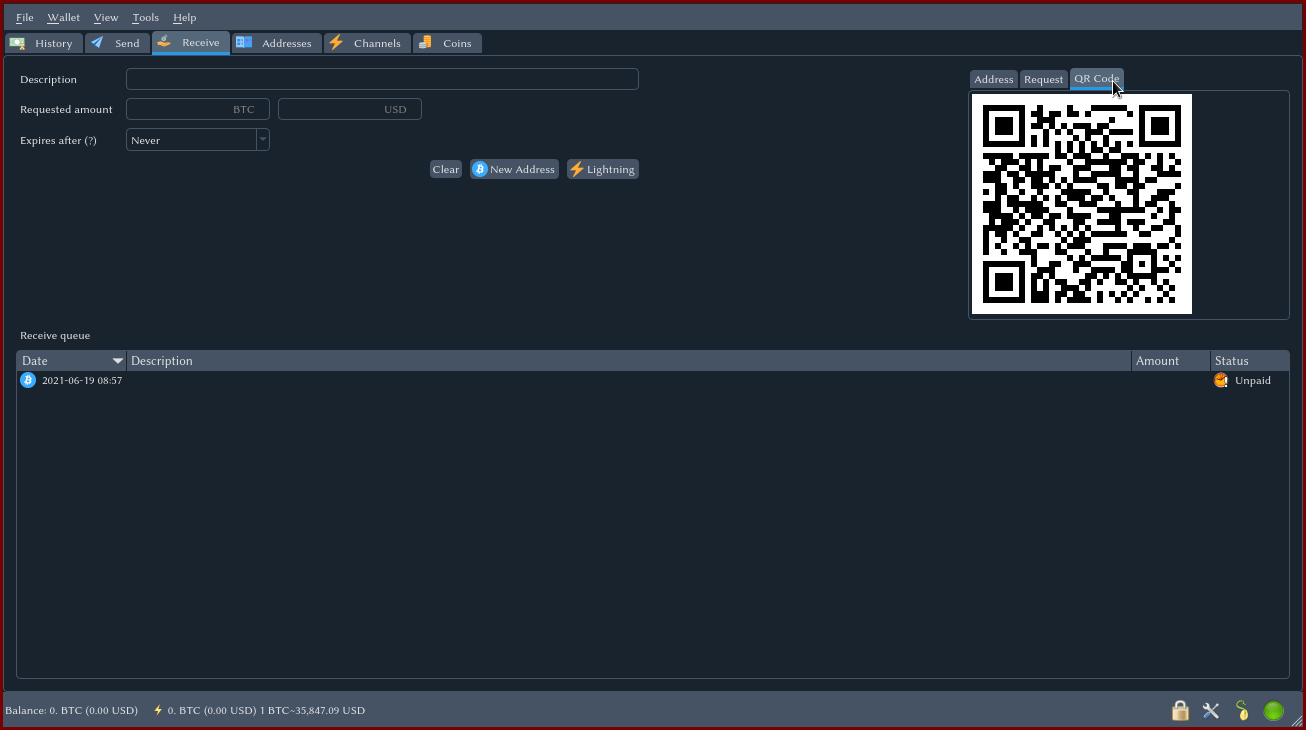 File Wallet View Tools Help
History Send Receive Addresses Channels Coins
Description
Requested amount BTC USD
Expires after (?) Never
Clear New Address Lightning
Address Request QR Code
Receive queue
Date Description Amount Status
2021-06-19 08:57 Unpaid
Balance: 0. BTC (0.00 USD) 0. BTC (0.00 USD) 1 BTC~35,847.09 USD